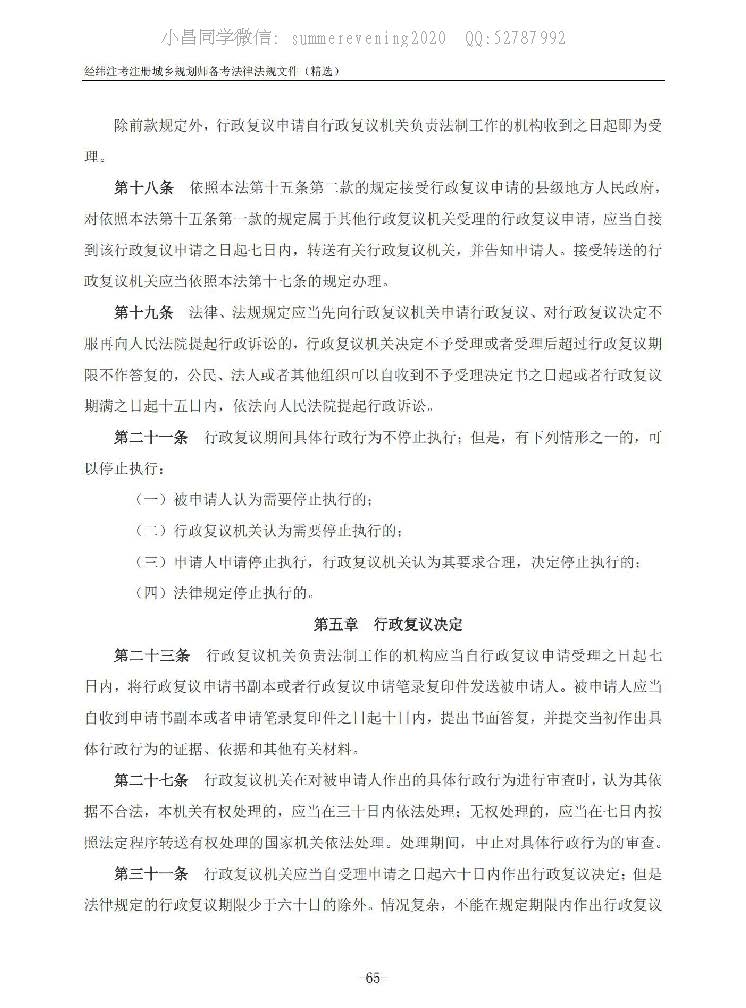 小昌同学微信: summerevening2020 QQ:52787992
经纬注考注册城乡规划师备考法律法规文件（精选）
除前款规定外，行政复议申请自行政复议机关负责法制工作的机构收到之日起即为受
理。
第十八条 依照本法第十五条第二款的规定接受行政复议申请的县级地方人民政府，
对依照本法第十五条第一款的规定属于其他行政复议机关受理的行政复议申请，应当自接
到该行政复议申请之日起七日内，转送有关行政复议机关，并告知申请人。接受转送的行
政复议机关应当依照本法第十七条的规定办理。
第十九条 法律、法规规定应当先向行政复议机关申请行政复议、对行政复议决定不
服再向人民法院提起行政诉讼的，行政复议机关决定不予受理或者受理后超过行政复议期
限不作答复的，公民、法人或者其他组织可以自收到不予受理决定书之日起或者行政复议
期满之日起十五日内，依法向人民法院提起行政诉讼。
第二十一条 行政复议期间具体行政行为不停止执行；但是，有下列情形之一的，可
以停止执行：
（一）被申请人认为需要停止执行的；
（二）行政复议机关认为需要停止执行的；
（三）申请人申请停止执行，行政复议机关认为其要求合理，决定停止执行的；
（四）法律规定停止执行的。
第五章 行政复议决定
第二十三条 行政复议机关负责法制工作的机构应当自行政复议申请受理之日起七
日内，将行政复议申请书副本或者行政复议申请笔录复印件发送被申请人。被申请人应当
自收到申请书副本或者申请笔录复印件之日起十日内，提出书面答复，并提交当初作出具
体行政行为的证据、依据和其他有关材料。
第二十七条 行政复议机关在对被申请人作出的具体行政行为进行审查时，认为其依
据不合法，本机关有权处理的，应当在三十日内依法处理；无权处理的，应当在七日内按
照法定程序转送有权处理的国家机关依法处理。处理期间，中止对具体行政行为的审查。
第三十一条 行政复议机关应当自受理申请之日起六十日内作出行政复议决定；但是
法律规定的行政复议期限少于六十日的除外。情况复杂，不能在规定期限内作出行政复议
-65-